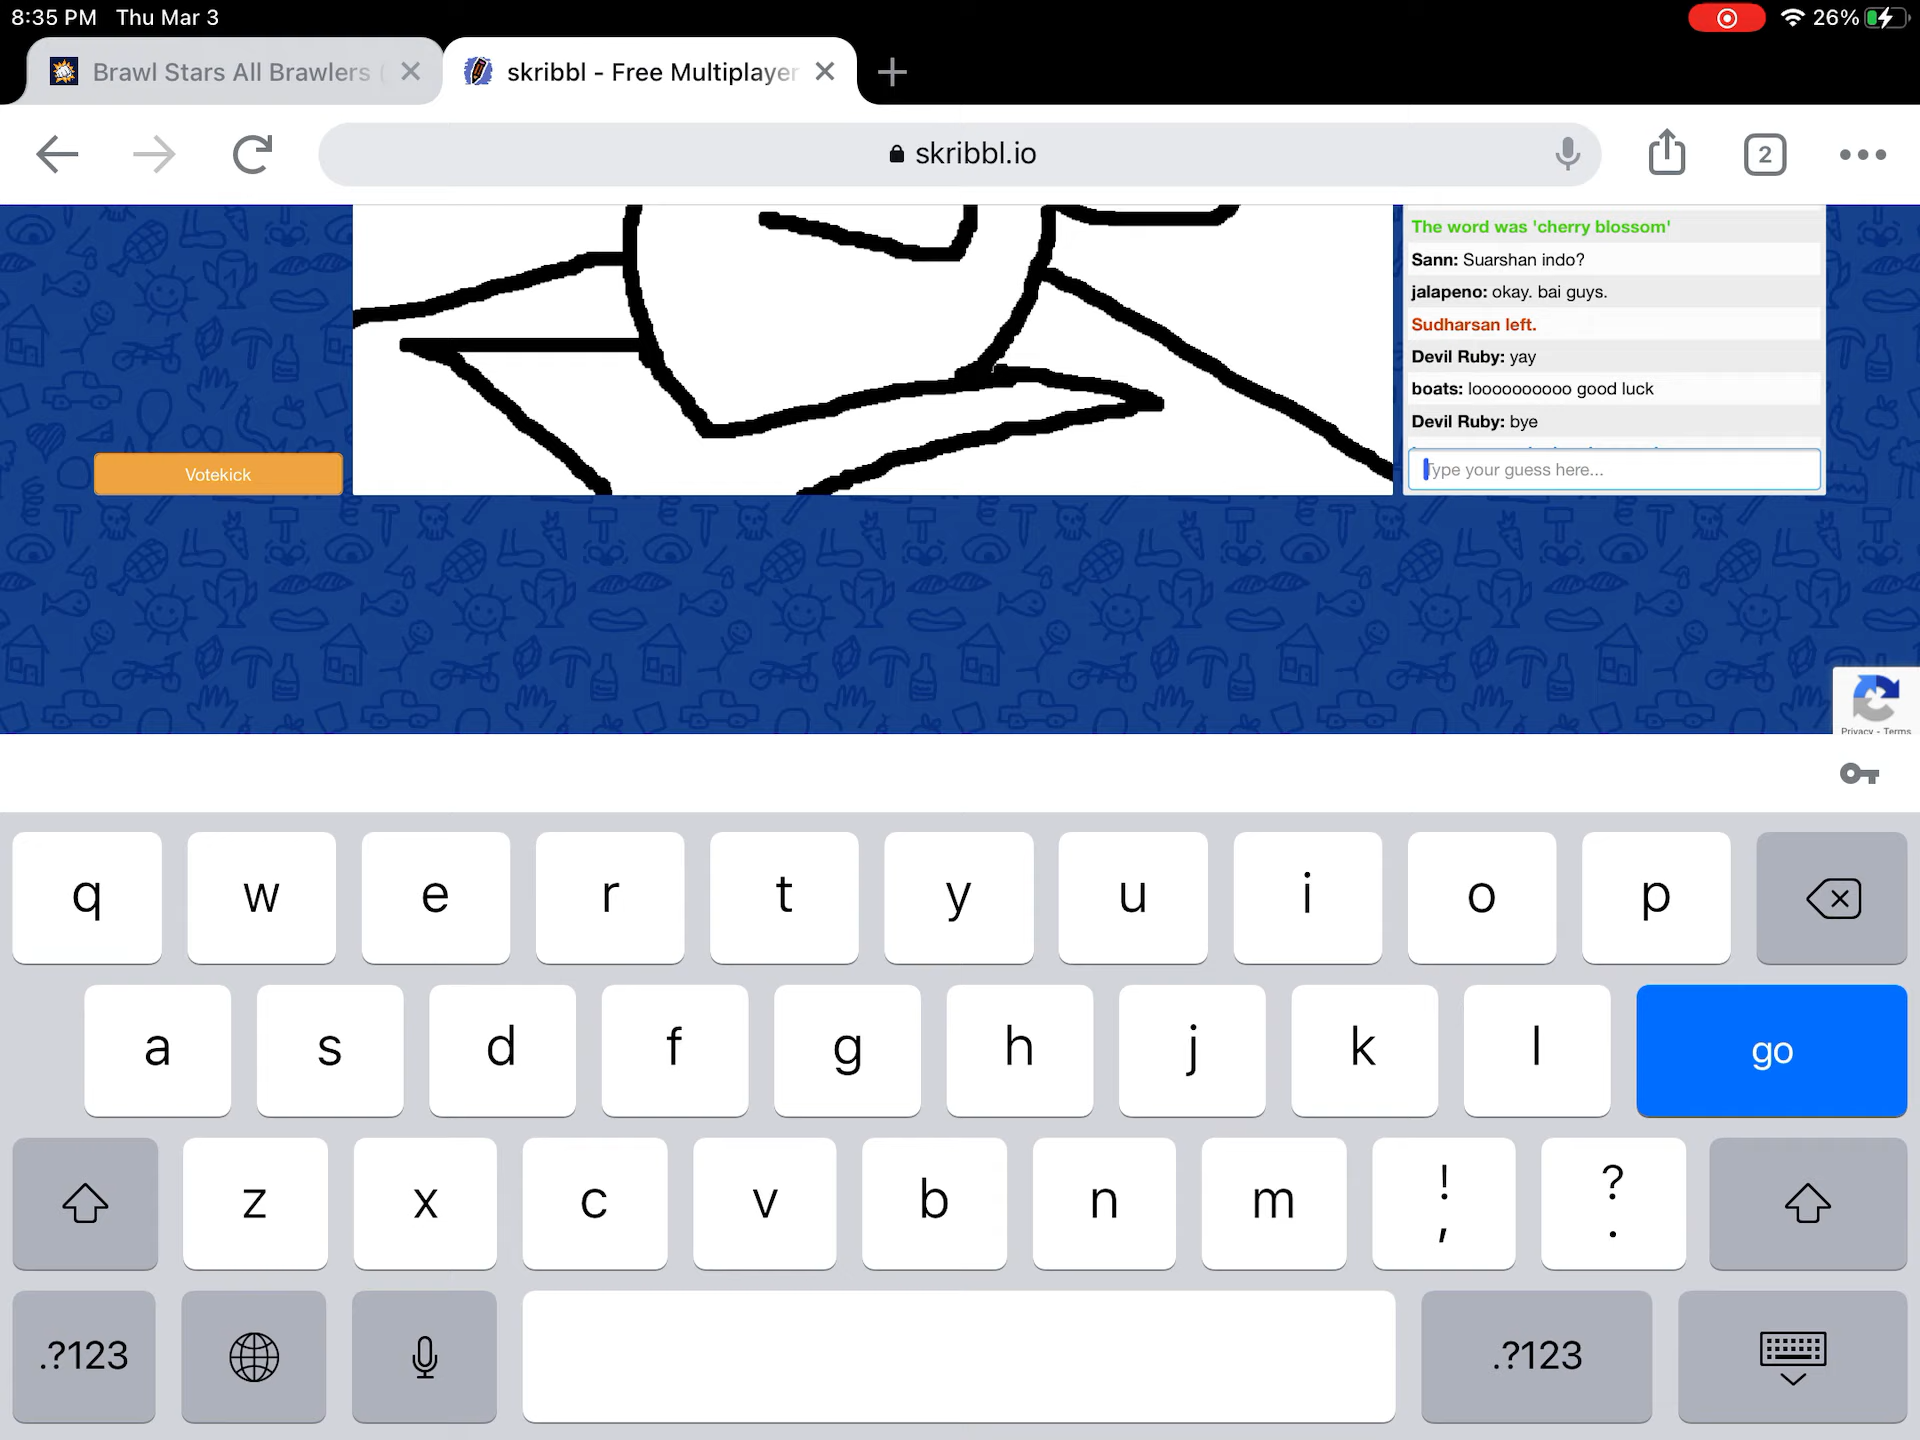 8:35 PM Thu Mar 3
26%
Brawl Stars All Brawlers (
skribbl - Free Multiplayer
skribbl.io
2
The word was 'cherry blossom'
Sann: Suarshan indo?
jalapeno: okay. bai guys.
Sudharsan left.
Devil Ruby: yay
boats: loooooooooo good luck
Devil Ruby: bye
Votekick
Type your guess here...
Privacy - Terms
q w e r t y u i o p
a s d f g h j k l go
z x c v b n m ! , ? .
.?123 .?123